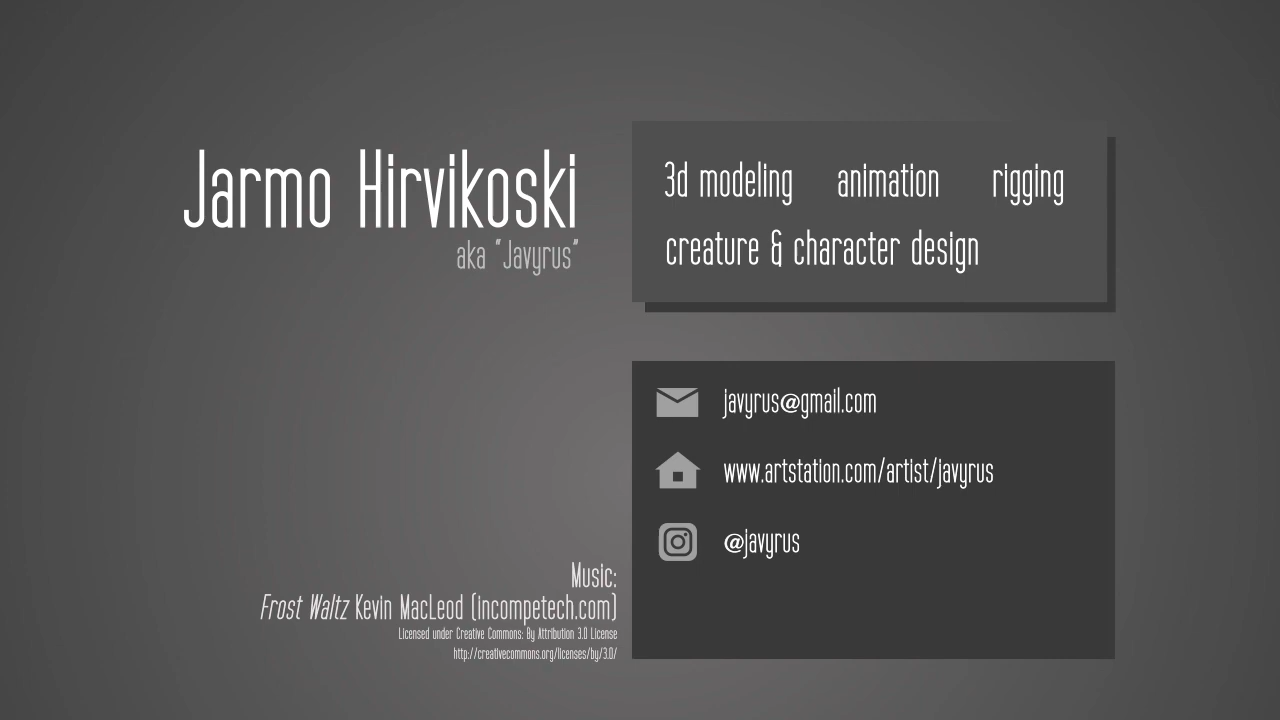 Jarmo Hirvikoski
aka "Javyrus"
3d modeling animation rigging
creature & character design
javyrus@gmail.com
www.artstation.com/artist/javyrus
@javyrus
Music:
Frost Waltz Kevin MacLeod (incompetech.com)
Licensed under Creative Commons: By Attribution 3.0 License
http://creativecommons.org/licenses/by/3.0/